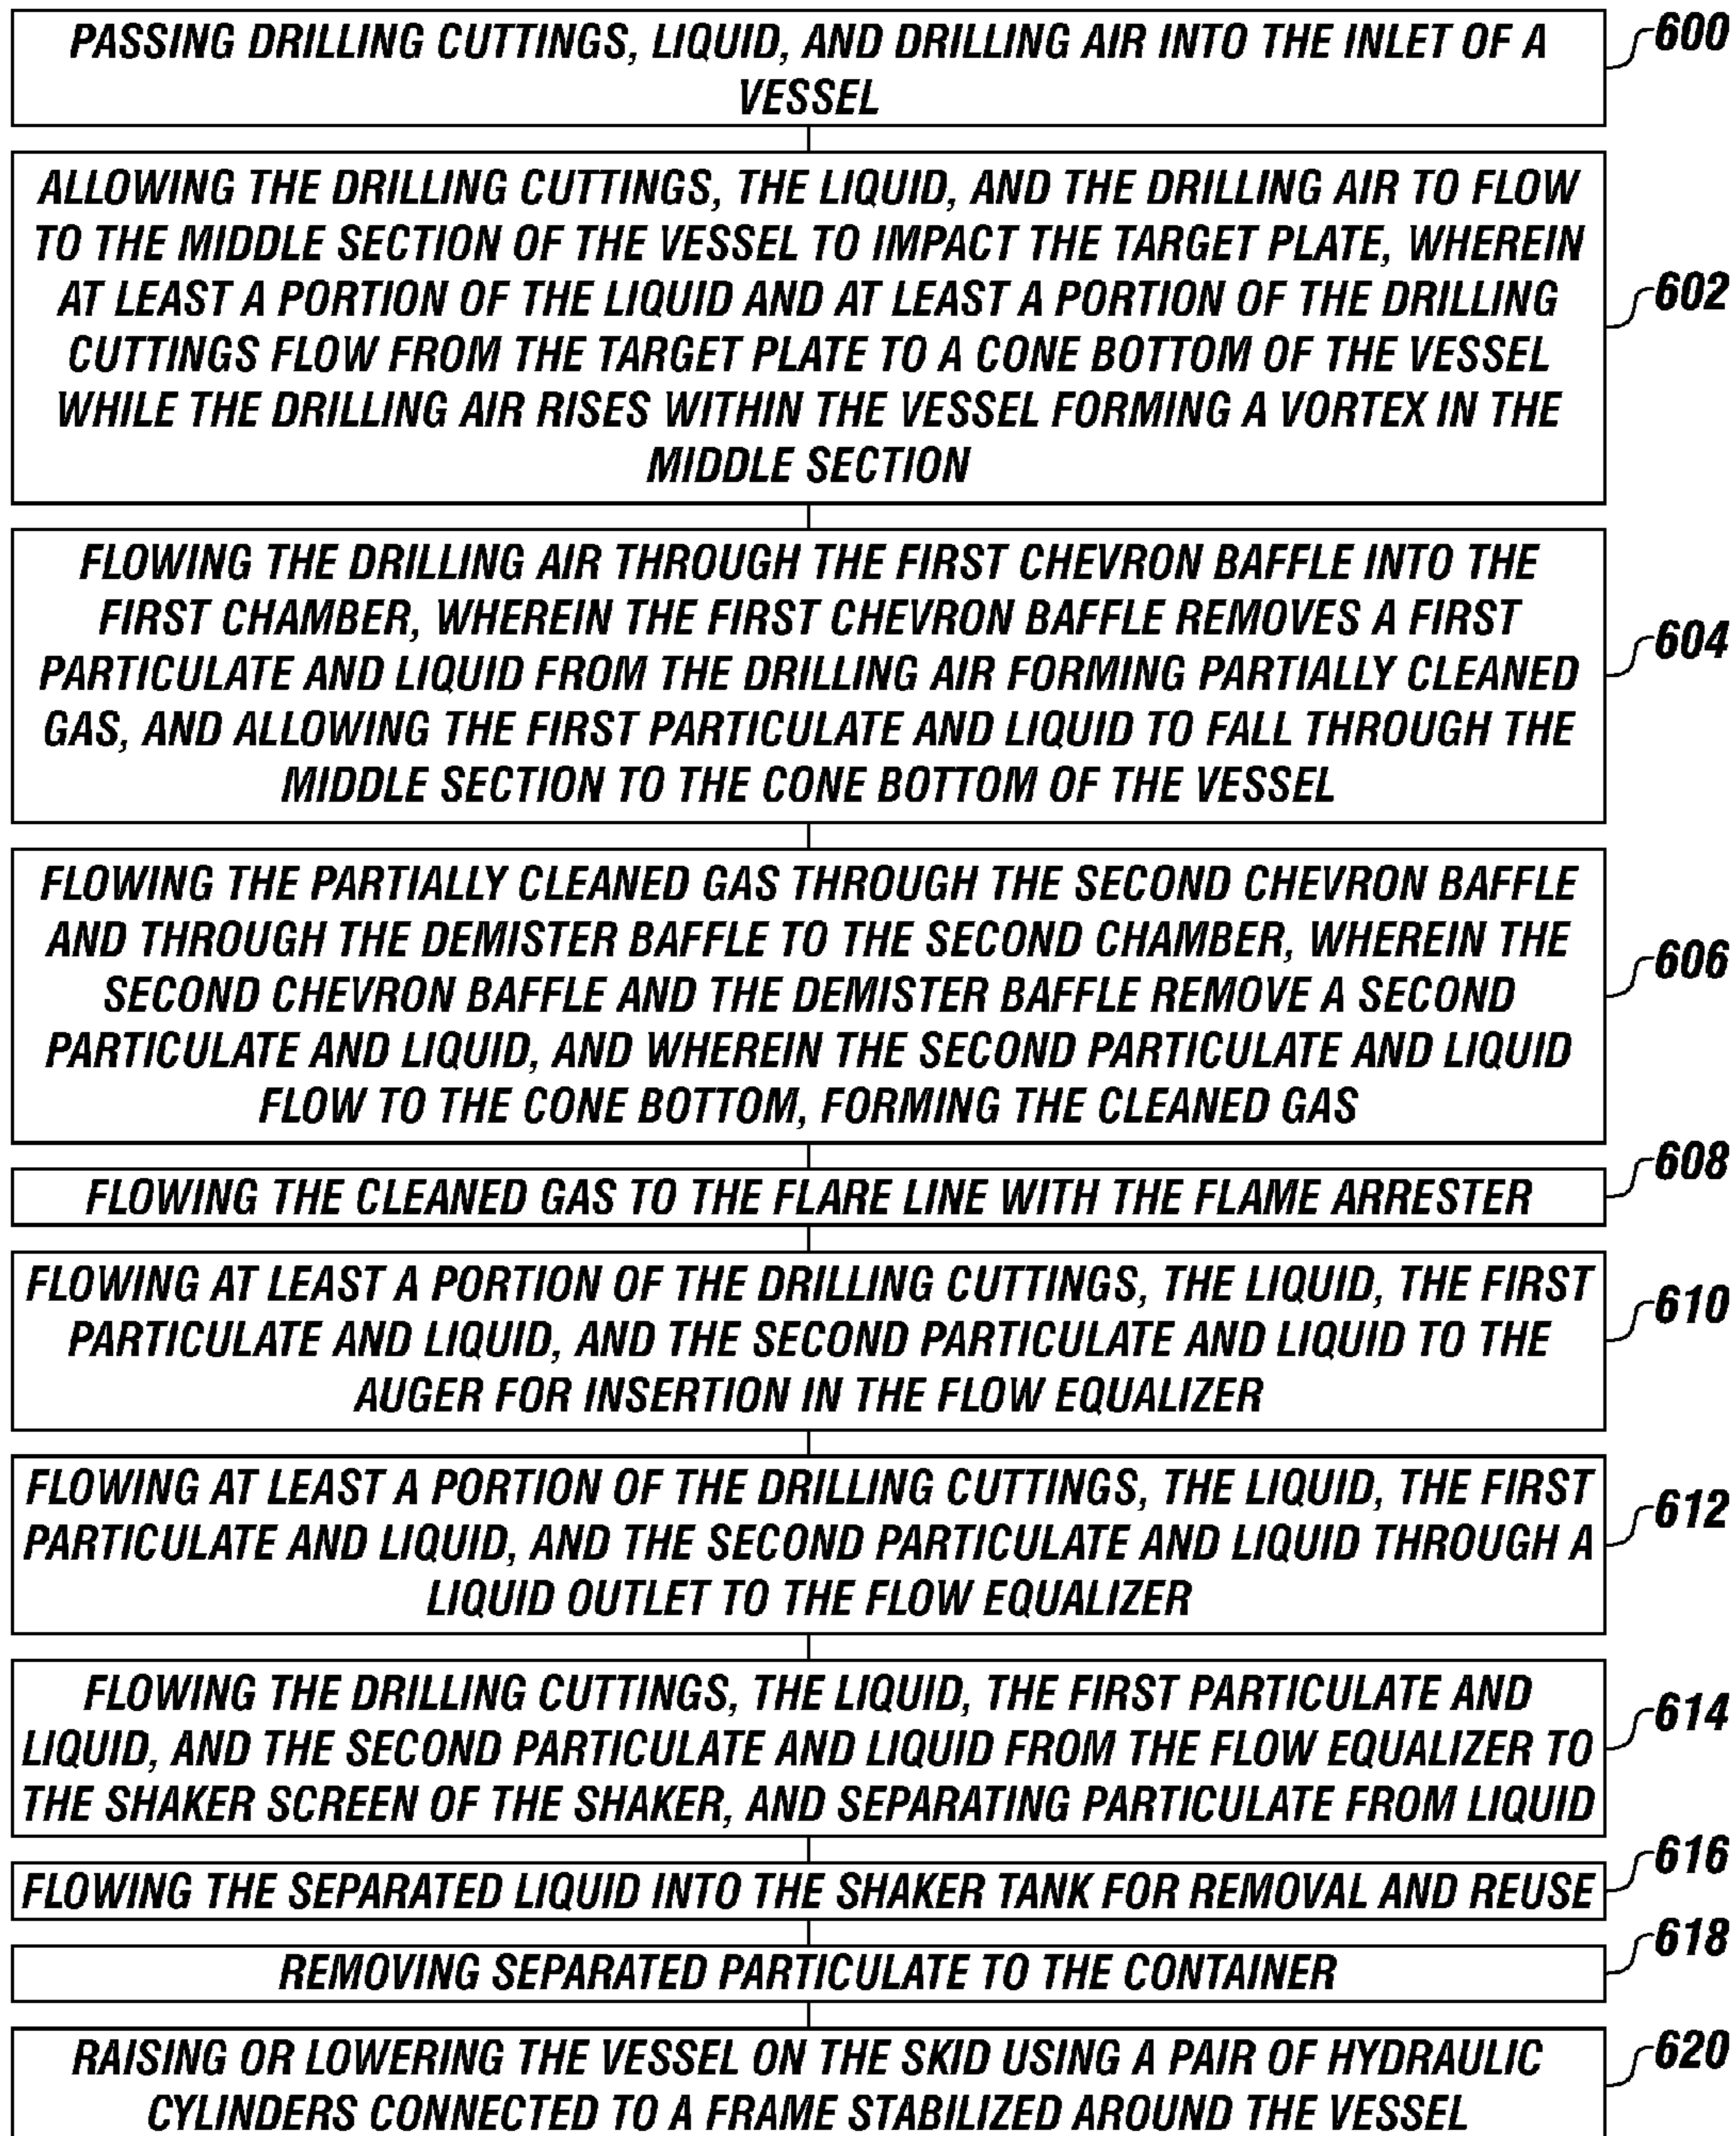 PASSING DRILLING CUTTINGS, LIQUID, AND DRILLING AIR INTO THE INLET OF A
VESSEL
600
ALLOWING THE DRILLING CUTTINGS, THE LIQUID, AND THE DRILLING AIR TO FLOW
TO THE MIDDLE SECTION OF THE VESSEL TO IMPACT THE TARGET PLATE, WHEREIN
AT LEAST A PORTION OF THE LIQUID AND AT LEAST A PORTION OF THE DRILLING
CUTTINGS FLOW FROM THE TARGET PLATE TO A CONE BOTTOM OF THE VESSEL
WHILE THE DRILLING AIR RISES WITHIN THE VESSEL FORMING A VORTEX IN THE
MIDDLE SECTION
602
FLOWING THE DRILLING AIR THROUGH THE FIRST CHEVRON BAFFLE INTO THE
FIRST CHAMBER, WHEREIN THE FIRST CHEVRON BAFFLE REMOVES A FIRST
PARTICULATE AND LIQUID FROM THE DRILLING AIR FORMING PARTIALLY CLEANED
GAS, AND ALLOWING THE FIRST PARTICULATE AND LIQUID TO FALL THROUGH THE
MIDDLE SECTION TO THE CONE BOTTOM OF THE VESSEL
604
FLOWING THE PARTIALLY CLEANED GAS THROUGH THE SECOND CHEVRON BAFFLE
AND THROUGH THE DEMISTER BAFFLE TO THE SECOND CHAMBER, WHEREIN THE
SECOND CHEVRON BAFFLE AND THE DEMISTER BAFFLE REMOVE A SECOND
PARTICULATE AND LIQUID, AND WHEREIN THE SECOND PARTICULATE AND LIQUID
FLOW TO THE CONE BOTTOM, FORMING THE CLEANED GAS
606
FLOWING THE CLEANED GAS TO THE FLARE LINE WITH THE FLAME ARRESTER
608
FLOWING AT LEAST A PORTION OF THE DRILLING CUTTINGS, THE LIQUID, THE FIRST
PARTICULATE AND LIQUID, AND THE SECOND PARTICULATE AND LIQUID TO THE
AUGER FOR INSERTION IN THE FLOW EQUALIZER
610
FLOWING AT LEAST A PORTION OF THE DRILLING CUTTINGS, THE LIQUID, THE FIRST
PARTICULATE AND LIQUID, AND THE SECOND PARTICULATE AND LIQUID THROUGH A
LIQUID OUTLET TO THE FLOW EQUALIZER
612
FLOWING THE DRILLING CUTTINGS, THE LIQUID, THE FIRST PARTICULATE AND
LIQUID, AND THE SECOND PARTICULATE AND LIQUID FROM THE FLOW EQUALIZER TO
THE SHAKER SCREEN OF THE SHAKER, AND SEPARATING PARTICULATE FROM LIQUID
614
FLOWING THE SEPARATED LIQUID INTO THE SHAKER TANK FOR REMOVAL AND REUSE
616
REMOVING SEPARATED PARTICULATE TO THE CONTAINER
618
RAISING OR LOWERING THE VESSEL ON THE SKID USING A PAIR OF HYDRAULIC
CYLINDERS CONNECTED TO A FRAME STABILIZED AROUND THE VESSEL
620